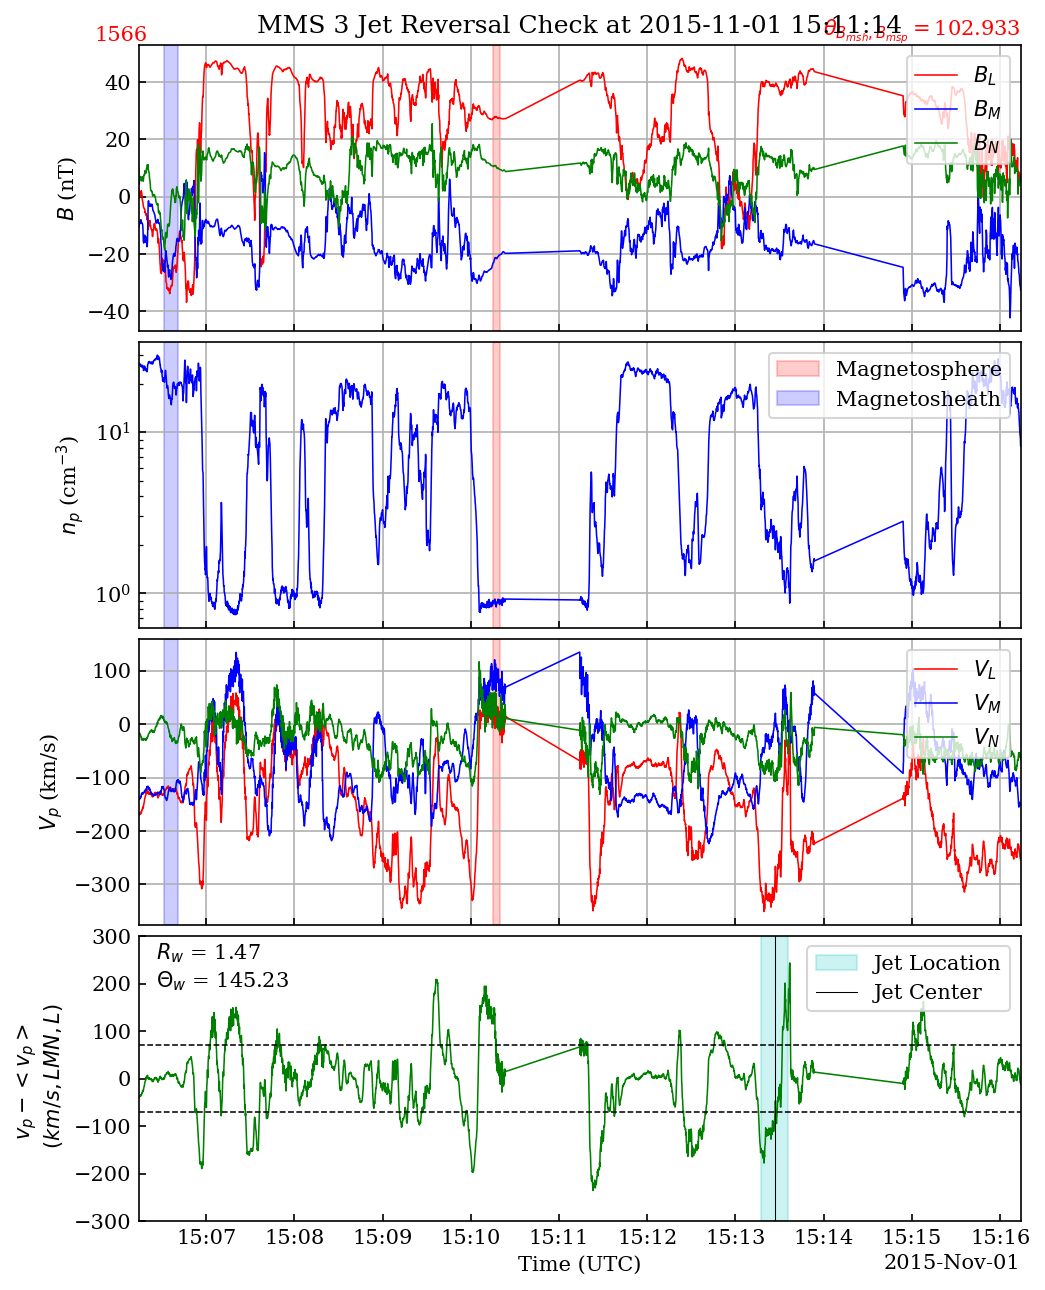 MMS 3 Jet Reversal Check at 2015-11-01 15:11:14
1566
θ_{B_{msh}, B_{msp}} = 102.933
B (nT)
40
20
0
−20
−40
B_L
B_M
B_N
n_p (cm^{−3})
10^1
10^0
Magnetosphere
Magnetosheath
V_p (km/s)
100
0
−100
−200
−300
V_L
V_M
V_N
v_p − < v_p >
(km/s, LMN, L)
300
200
100
0
−100
−200
−300
R_w = 1.47
Θ_w = 145.23
Jet Location
Jet Center
15:07 15:08 15:09 15:10 15:11 15:12 15:13 15:14 15:15 15:16
Time (UTC)
2015-Nov-01